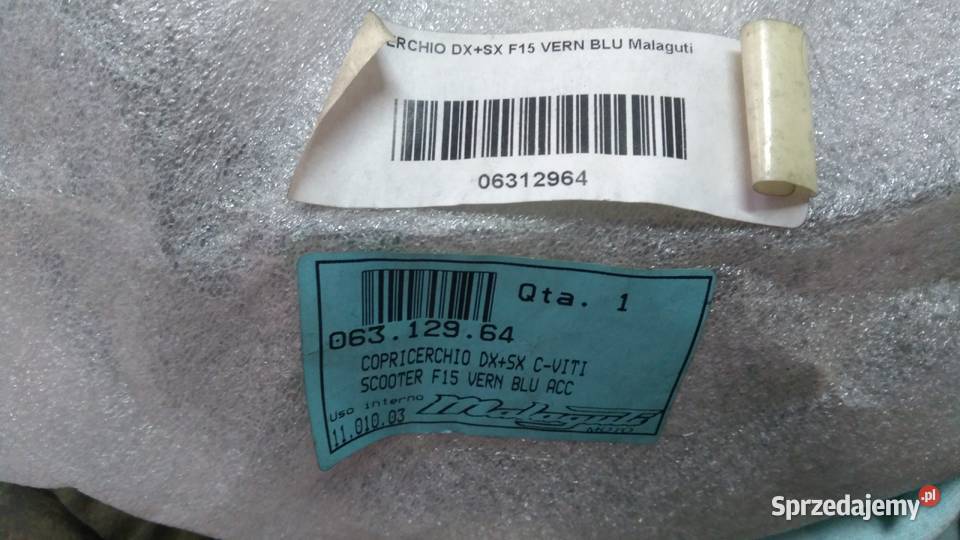 ERCHIO DX+SX F15 VERN BLU Malaguti
06312964
Qta. 1
063.129.64
COPRICERCHIO DX+SX C-VITI
SCOOTER F15 VERN BLU ACC
Uso interno
11.010.03
Malaguti
MOTO
Sprzedajemy.pl